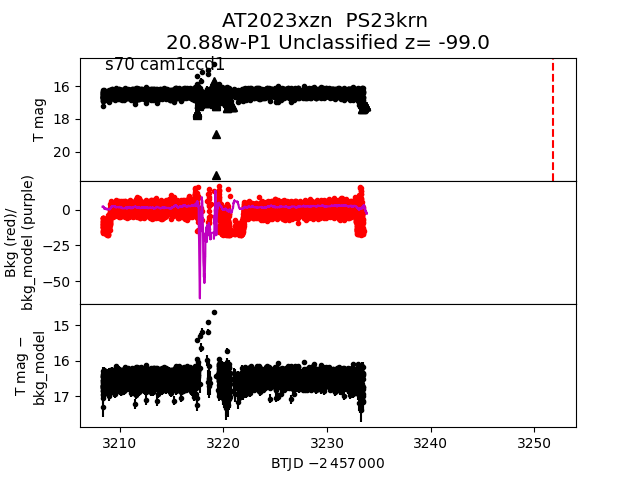 AT2023xzn  PS23krn
20.88w-P1 Unclassified z= -99.0
s70 cam1ccd1
16
18
20
T mag
0
−25
−50
Bkg (red)/
bkg_model (purple)
15
16
17
T mag −
bkg_model
3210
3220
3230
3240
3250
BTJD −2 457 000